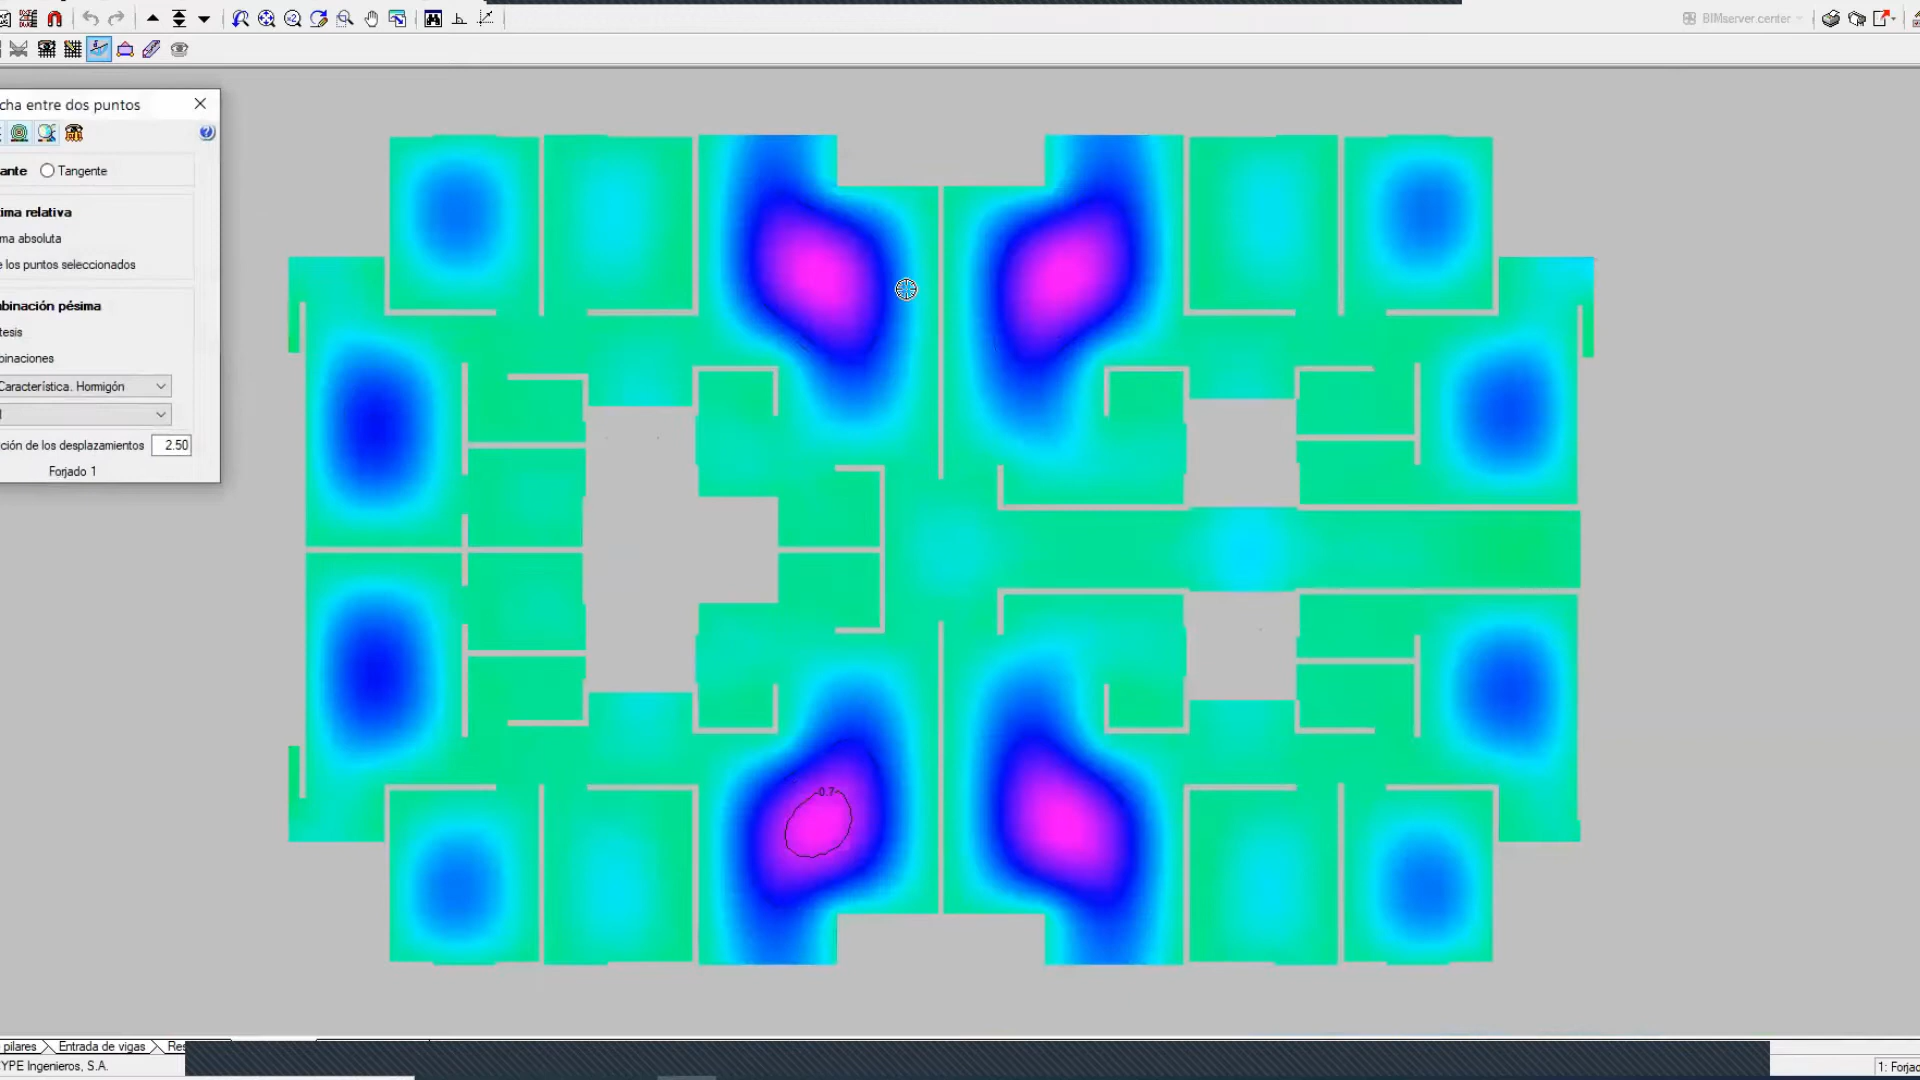 BIMserver.center
cha entre dos puntos
ante
Tangente
ima relativa
ma absoluta
e los puntos seleccionados
nbinación pésima
tesis
binaciones
Característica. Hormigón
ción de los desplazamientos
2.50
Forjado 1
0.7
pilares
Entrada de vigas
Res
YPE Ingenieros, S.A.
1: Forjad